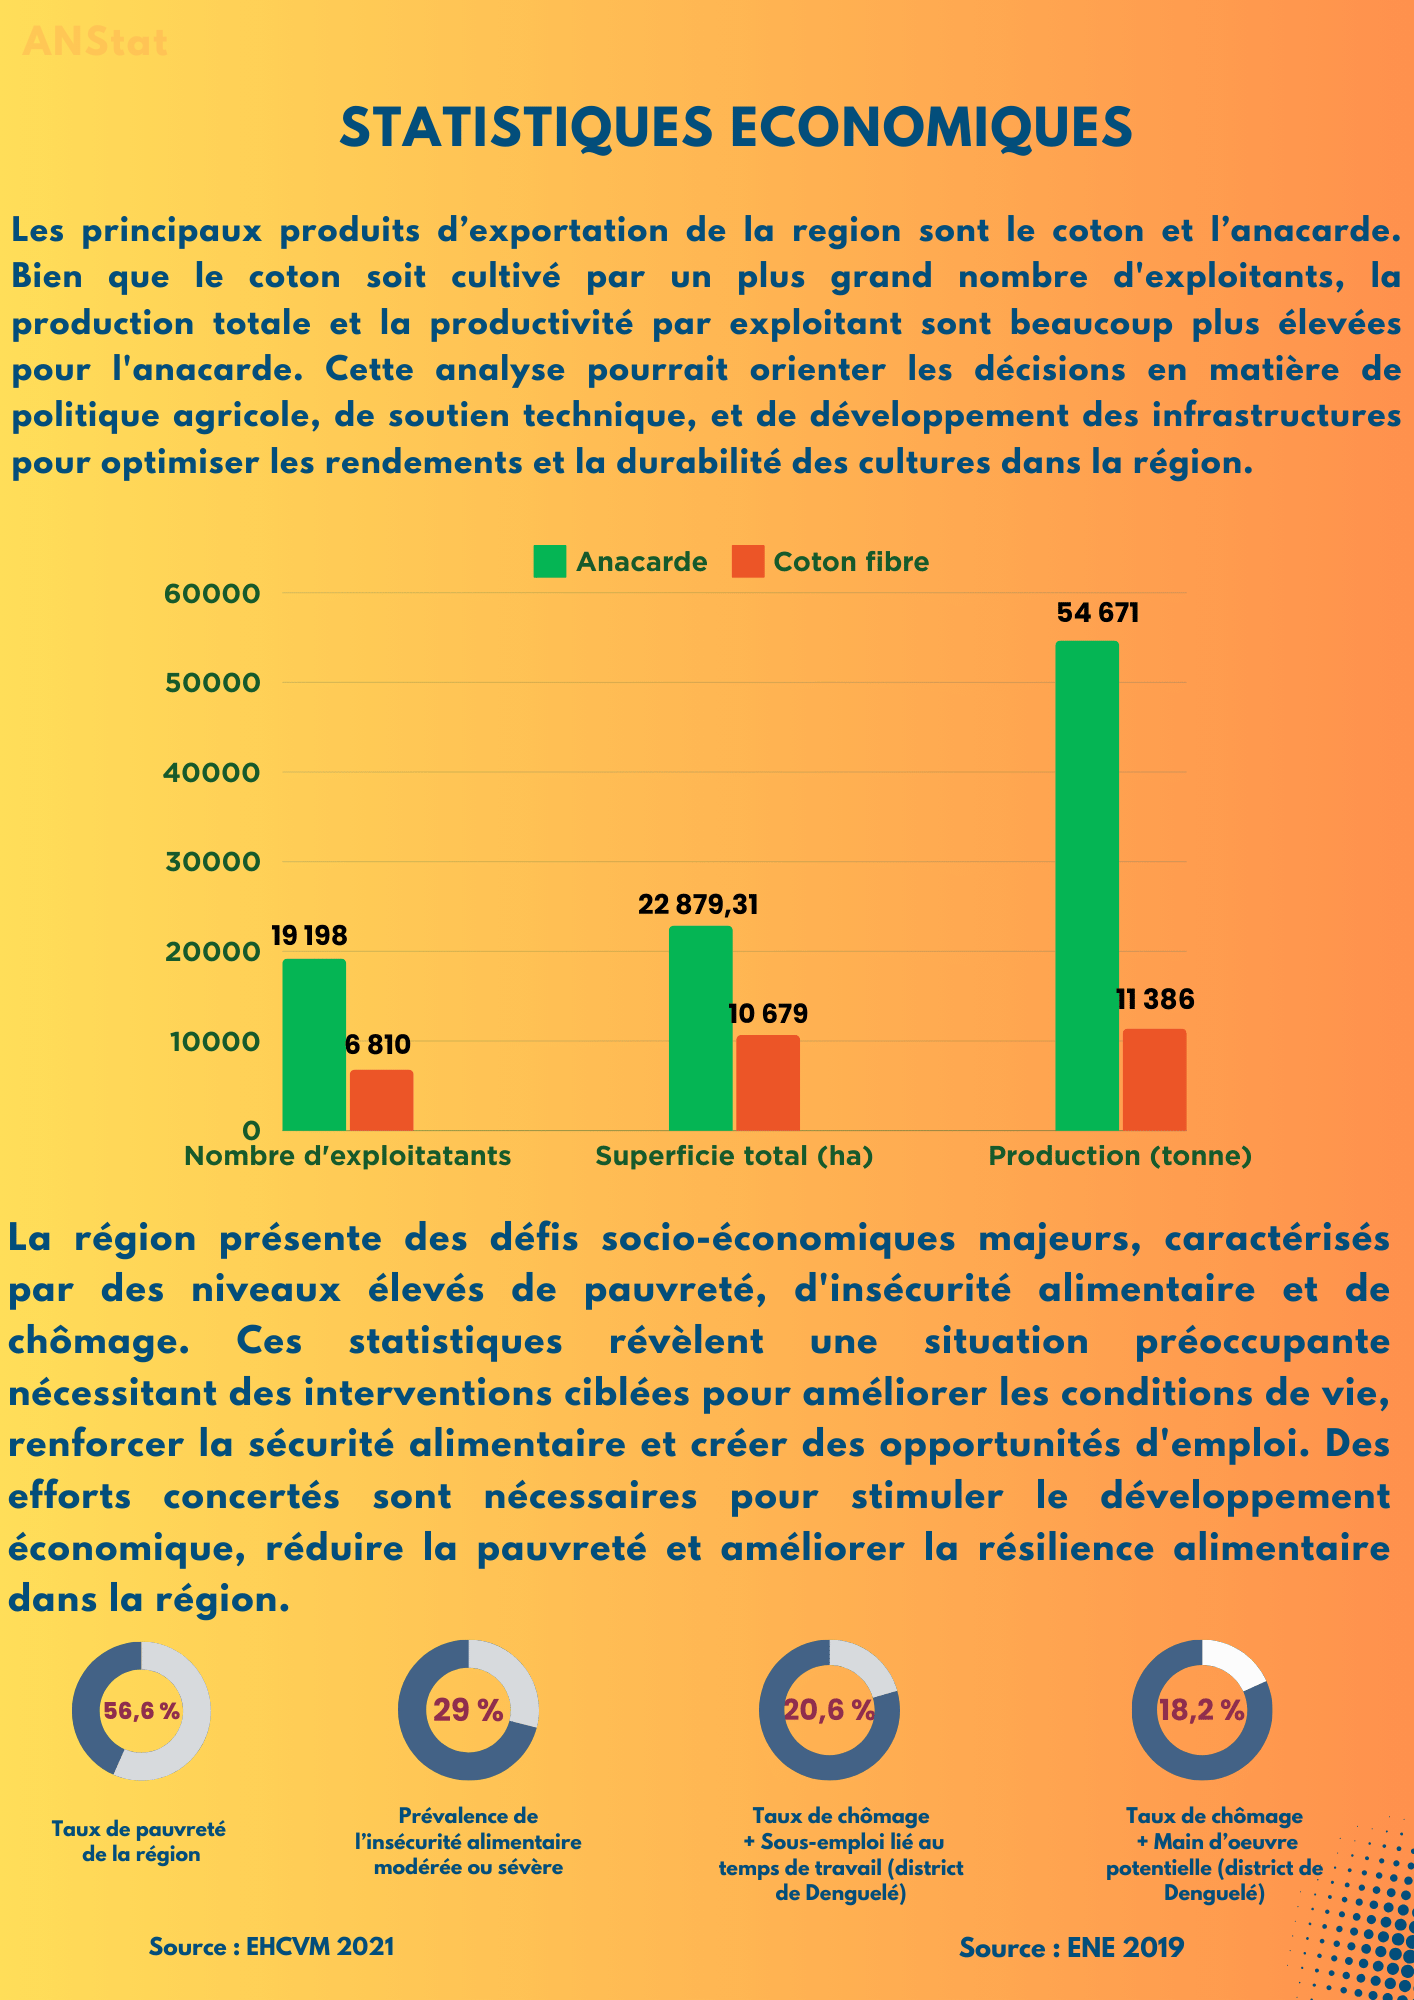 ANStat
STATISTIQUES ECONOMIQUES
Les principaux produits d’exportation de la region sont le coton et l’anacarde.
Bien que le coton soit cultivé par un plus grand nombre d'exploitants, la
production totale et la productivité par exploitant sont beaucoup plus élevées
pour l'anacarde. Cette analyse pourrait orienter les décisions en matière de
politique agricole, de soutien technique, et de développement des infrastructures
pour optimiser les rendements et la durabilité des cultures dans la région.
Anacarde Coton fibre
60000
50000
40000
30000
20000
10000
0
19 198
6 810
22 879,31
10 679
54 671
11 386
Nombre d'exploitatants
Superficie total (ha)
Production (tonne)
La région présente des défis socio-économiques majeurs, caractérisés
par des niveaux élevés de pauvreté, d'insécurité alimentaire et de
chômage. Ces statistiques révèlent une situation préoccupante
nécessitant des interventions ciblées pour améliorer les conditions de vie,
renforcer la sécurité alimentaire et créer des opportunités d'emploi. Des
efforts concertés sont nécessaires pour stimuler le développement
économique, réduire la pauvreté et améliorer la résilience alimentaire
dans la région.
56,6 %
Taux de pauvreté
de la région
29 %
Prévalence de
l’insécurité alimentaire
modérée ou sévère
20,6 %
Taux de chômage
+ Sous-emploi lié au
temps de travail (district
de Denguelé)
18,2 %
Taux de chômage
+ Main d’oeuvre
potentielle (district de
Denguelé)
Source : EHCVM 2021
Source : ENE 2019